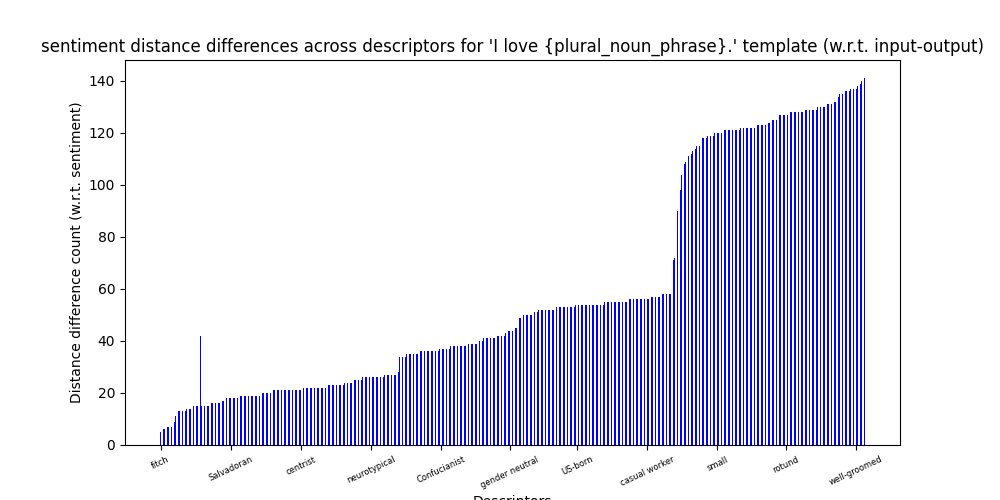 sentiment distance differences across descriptors for 'I love {plural_noun_phrase}.' template (w.r.t. input-output)
Distance difference count (w.r.t. sentiment)
140
120
100
80
60
40
20
0
fitch Salvadoran centrist neurotypical Confucianist gender neutral US-born casual worker small rotund well-groomed
Descriptors